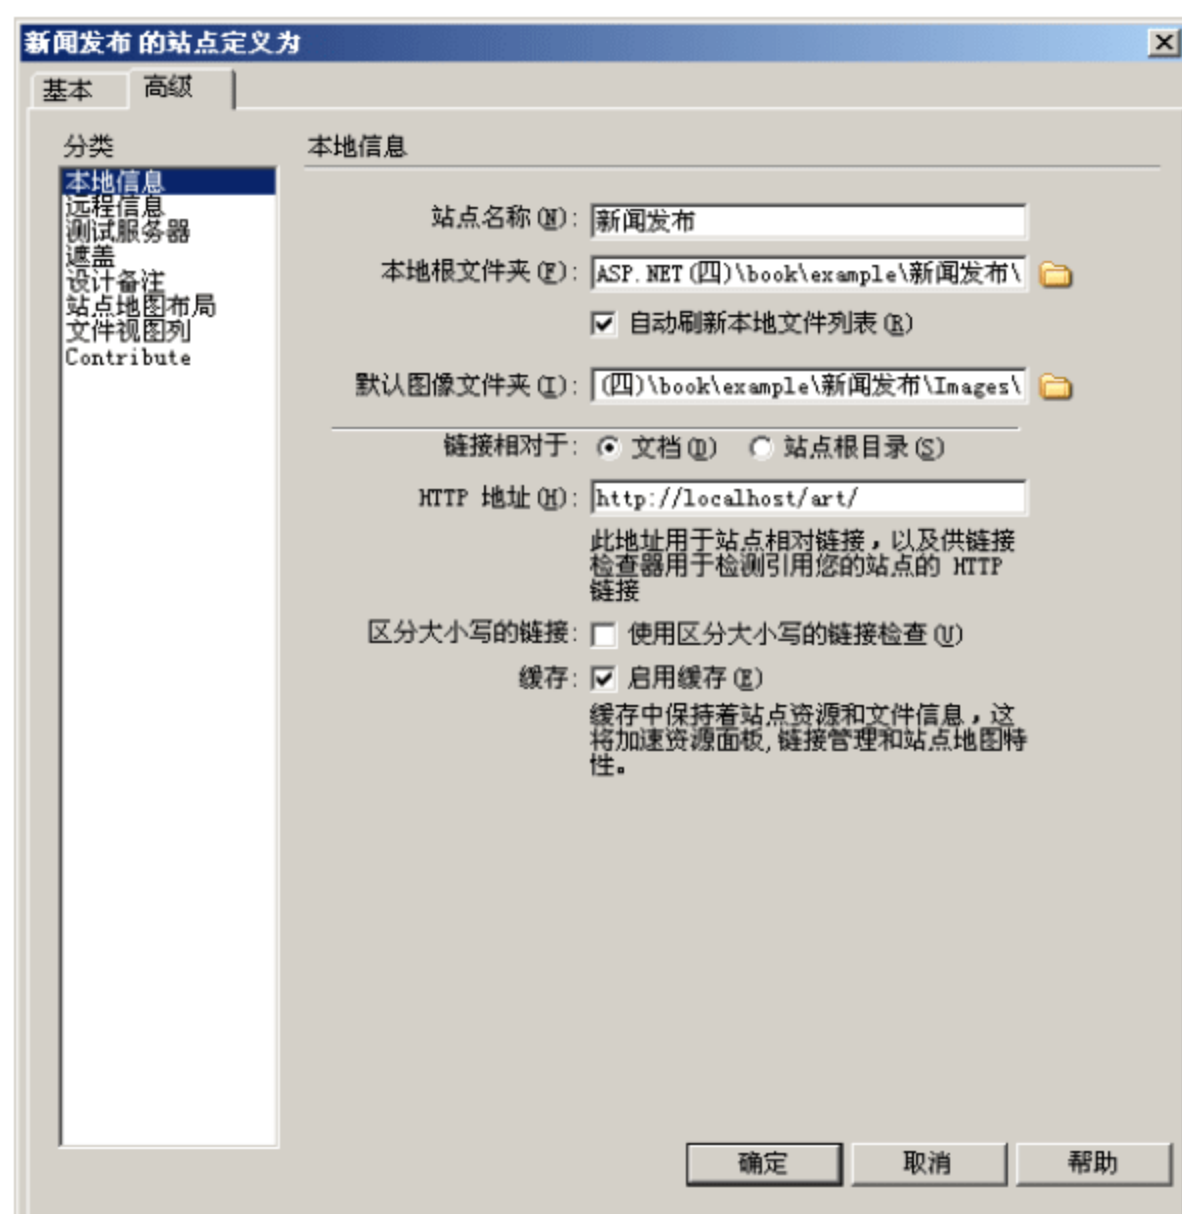 新闻发布 的站点定义为
基本 高级
分类
本地信息
远程信息
测试服务器
遮盖
设计备注
站点地图布局
文件视图列
Contribute
本地信息
站点名称(N): 新闻发布
本地根文件夹(F): ASP.NET(四)\book\example\新闻发布\
自动刷新本地文件列表(R)
默认图像文件夹(I): (四)\book\example\新闻发布\Images\
链接相对于: 文档(D) 站点根目录(S)
HTTP 地址(H): http://localhost/art/
此地址用于站点相对链接，以及供链接
检查器用于检测引用您的站点的 HTTP
链接
区分大小写的链接: 使用区分大小写的链接检查(U)
缓存: 启用缓存(E)
缓存中保持着站点资源和文件信息，这
将加速资源面板,链接管理和站点地图特
性。
确定 取消 帮助